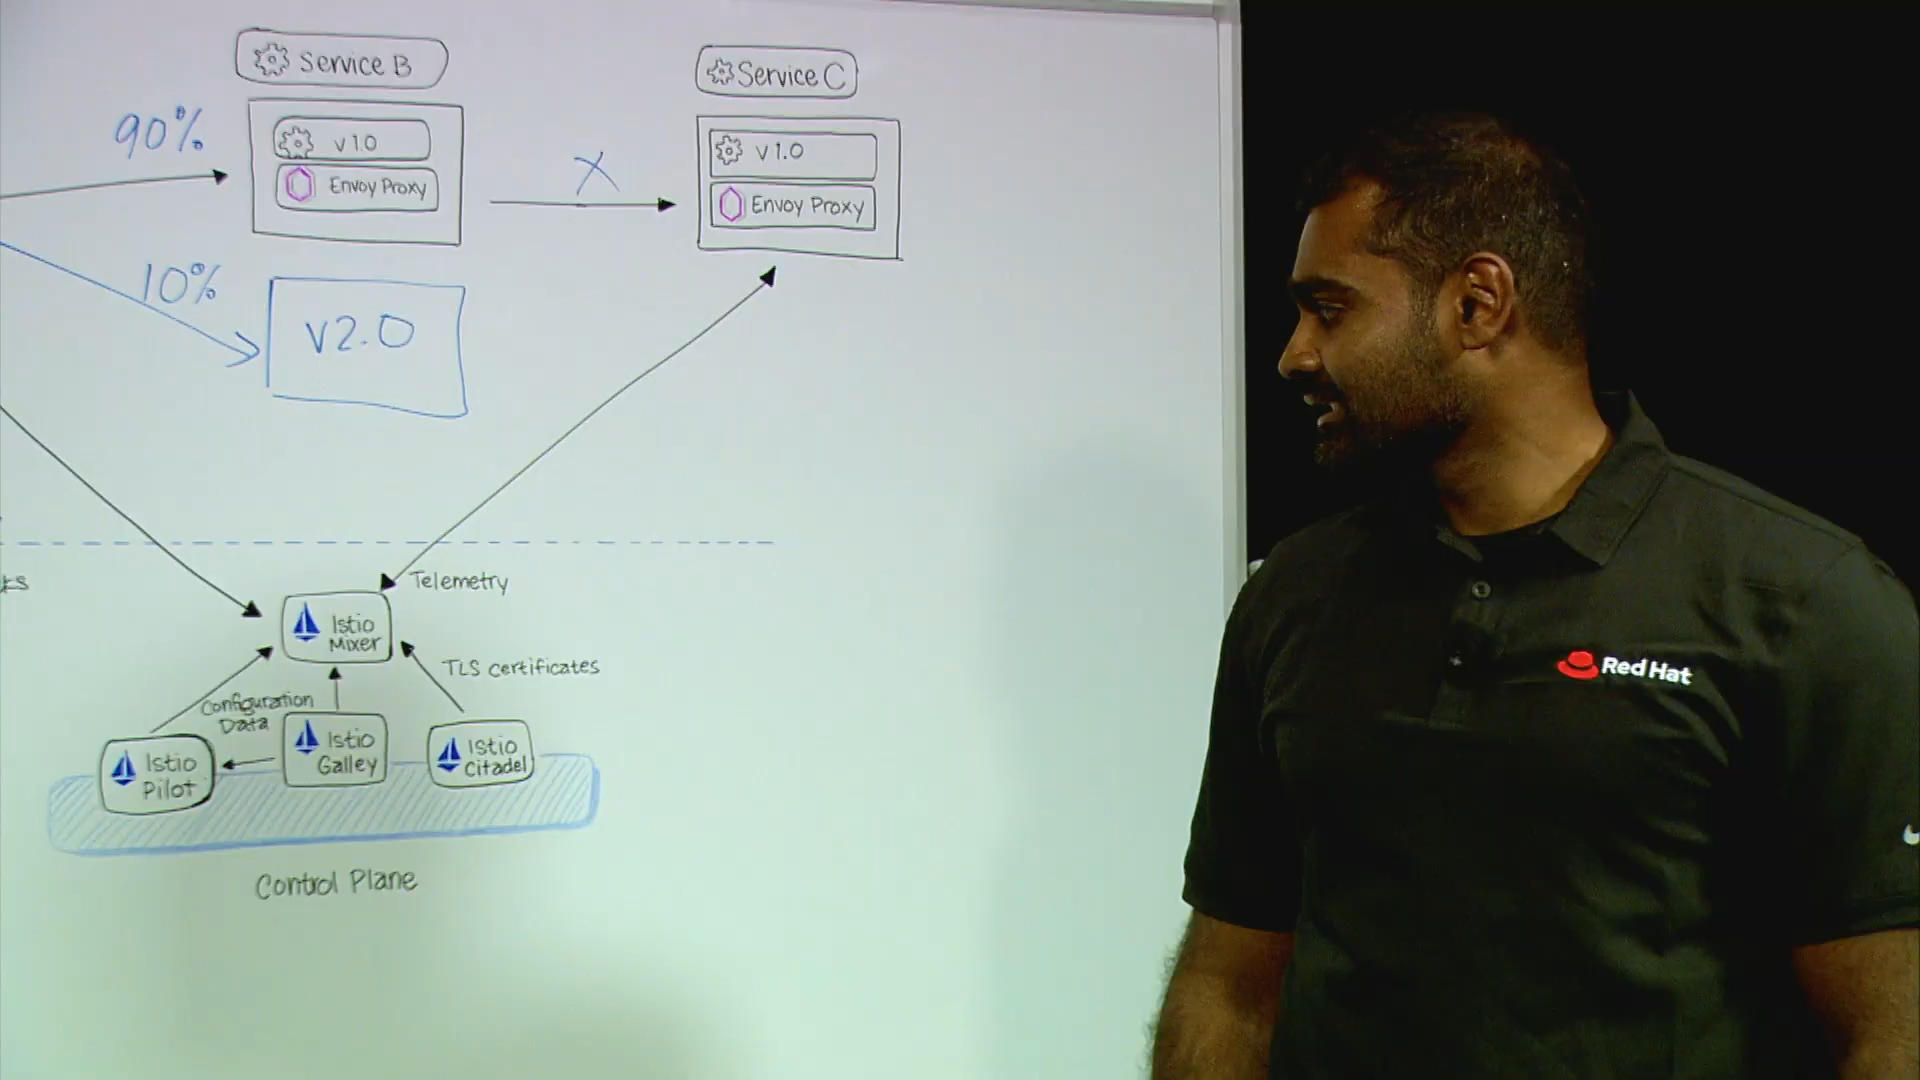 Service B
Service C
90%
v1.0
Envoy Proxy
X
v1.0
Envoy Proxy
10%
v2.0
Telemetry
Istio
Mixer
TLS certificates
Configuration
Data
Istio
Pilot
Istio
Galley
Istio
Citadel
Control Plane
Red Hat